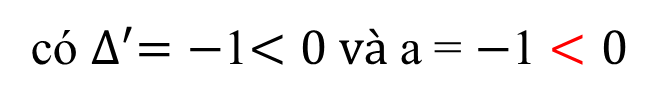 có Δ′= −1< 0 và a = −1 < 0